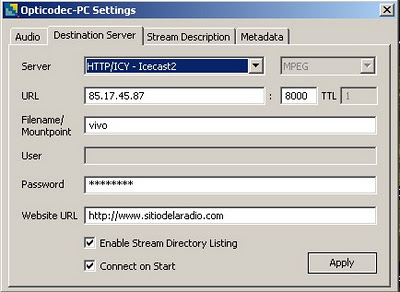 Opticodec-PC Settings
Audio Destination Server Stream Description Metadata
Server HTTP/ICY - Icecast2 MPEG
URL 85.17.45.87 : 8000 TTL 1
Filename/
Mountpoint vivo
User
Password ********
Website URL http://www.sitiodelaradio.com
Enable Stream Directory Listing
Connect on Start Apply